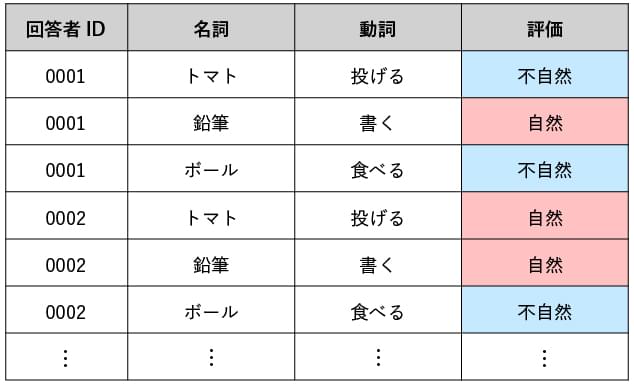 回答者 ID 名詞 動詞 評価
0001 トマト 投げる 不自然
0001 鉛筆 書く 自然
0001 ボール 食べる 不自然
0002 トマト 投げる 自然
0002 鉛筆 書く 自然
0002 ボール 食べる 不自然
⋮ ⋮ ⋮ ⋮